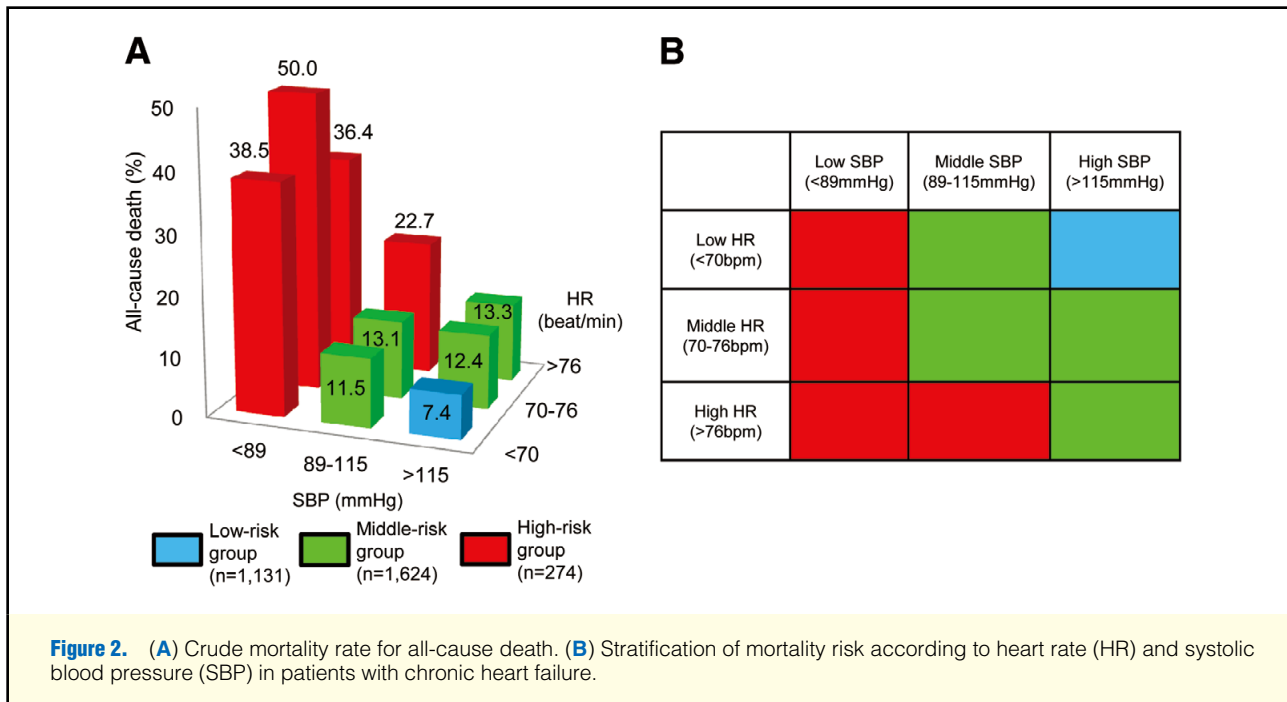 A
50.0
50
36.4
38.5
40
22.7
30
HR
(beat/min)
20
13.3
13.1
12.4
>76
10
11.5
7.4
70-76
0
<70
<89
89-115
>115
All-cause death (%)
SBP (mmHg)
Low-risk
group
(n=1,131)
Middle-risk
group
(n=1,624)
High-risk
group
(n=274)
B
Low SBP
(<89mmHg)
Middle SBP
(89-115mmHg)
High SBP
(>115mmHg)
Low HR
(<70bpm)
Middle HR
(70-76bpm)
High HR
(>76bpm)
Figure 2. (A) Crude mortality rate for all-cause death. (B) Stratification of mortality risk according to heart rate (HR) and systolic
blood pressure (SBP) in patients with chronic heart failure.